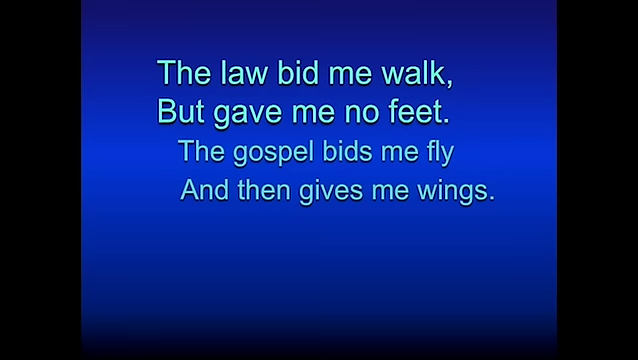 The law bid me walk,
But gave me no feet.
The gospel bids me fly
And then gives me wings.